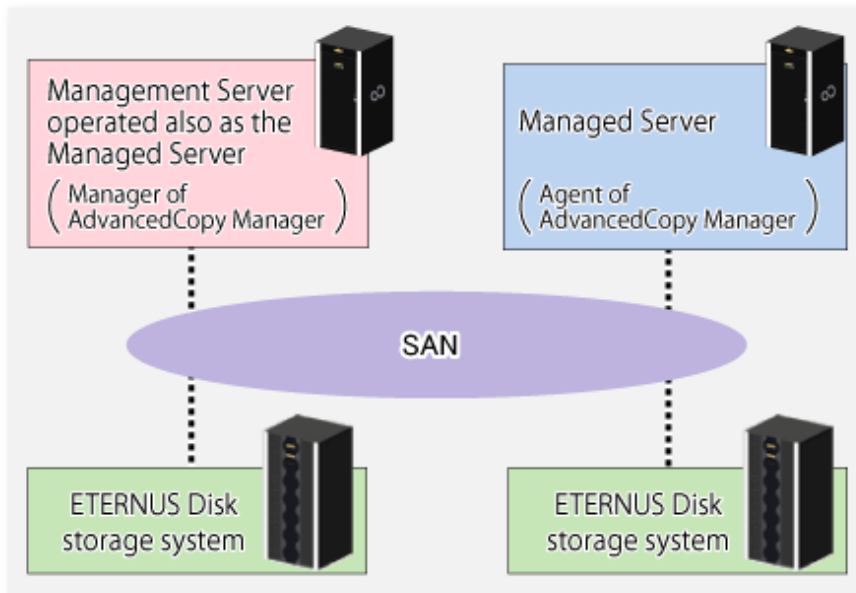 Management Server
operated also as the
Managed Server
( Manager of
AdvancedCopy Manager )
Managed Server
( Agent of
AdvancedCopy Manager )
SAN
ETERNUS Disk
storage system
ETERNUS Disk
storage system